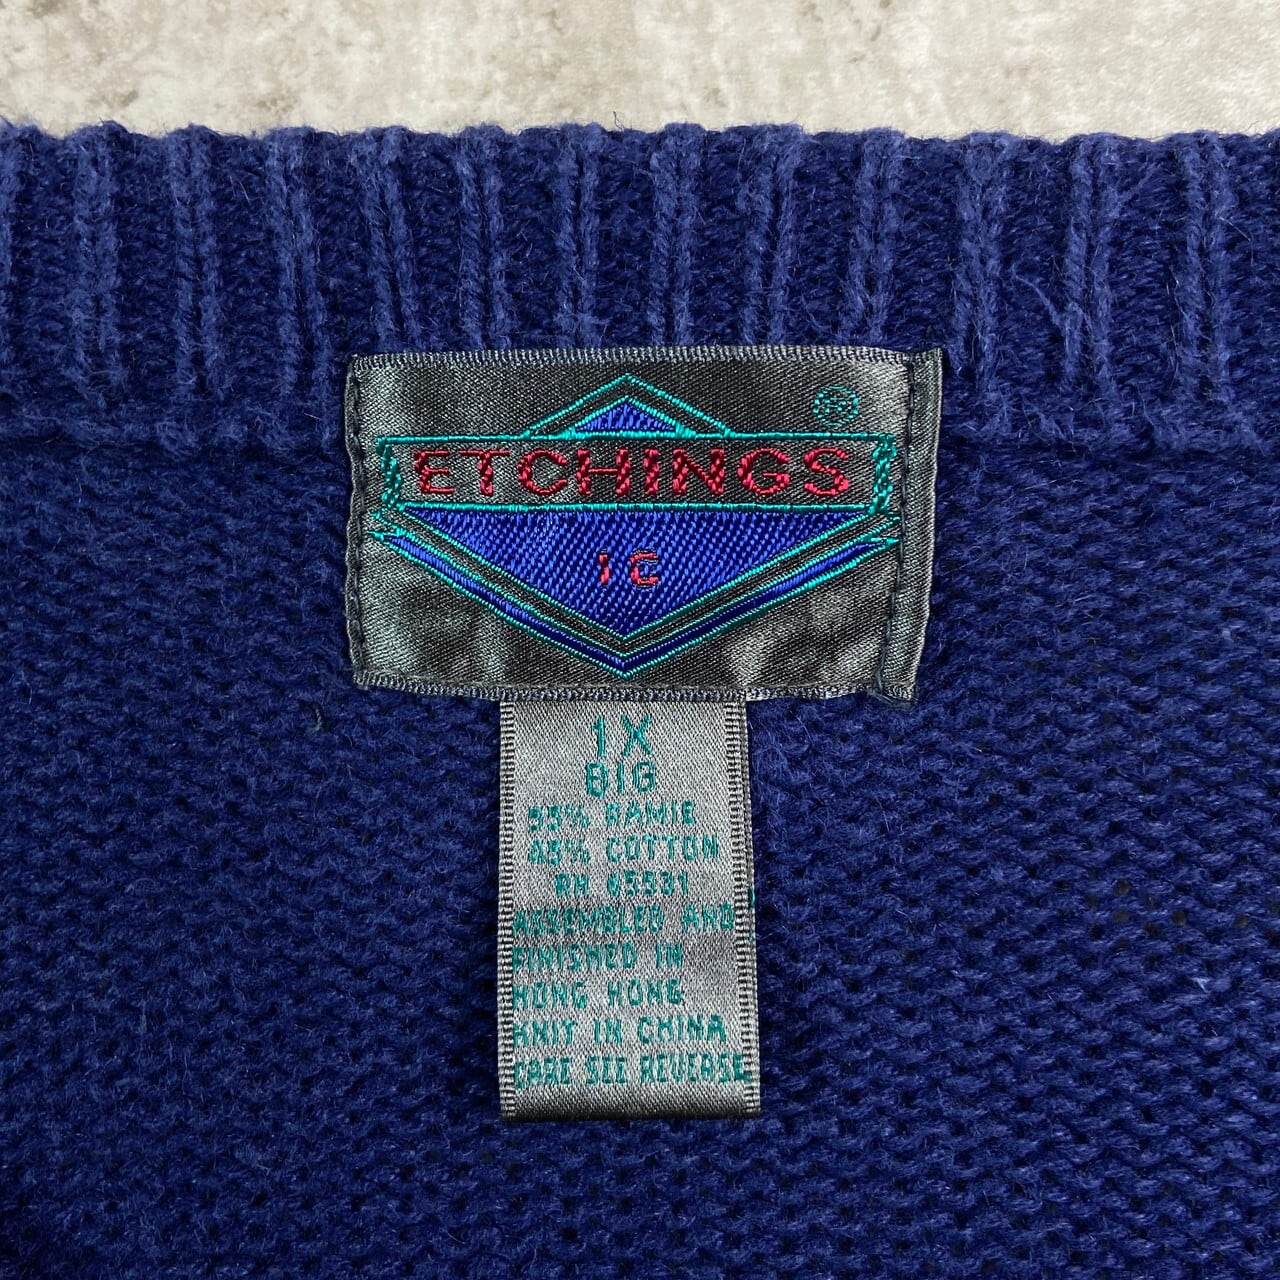 ®
ETCHINGS
IC
1X
BIG
55% RAMIE
45% COTTON
RN 65531
ASSEMBLED AND
FINISHED IN
HONG KONG
KNIT IN CHINA
CARE SEE REVERSE